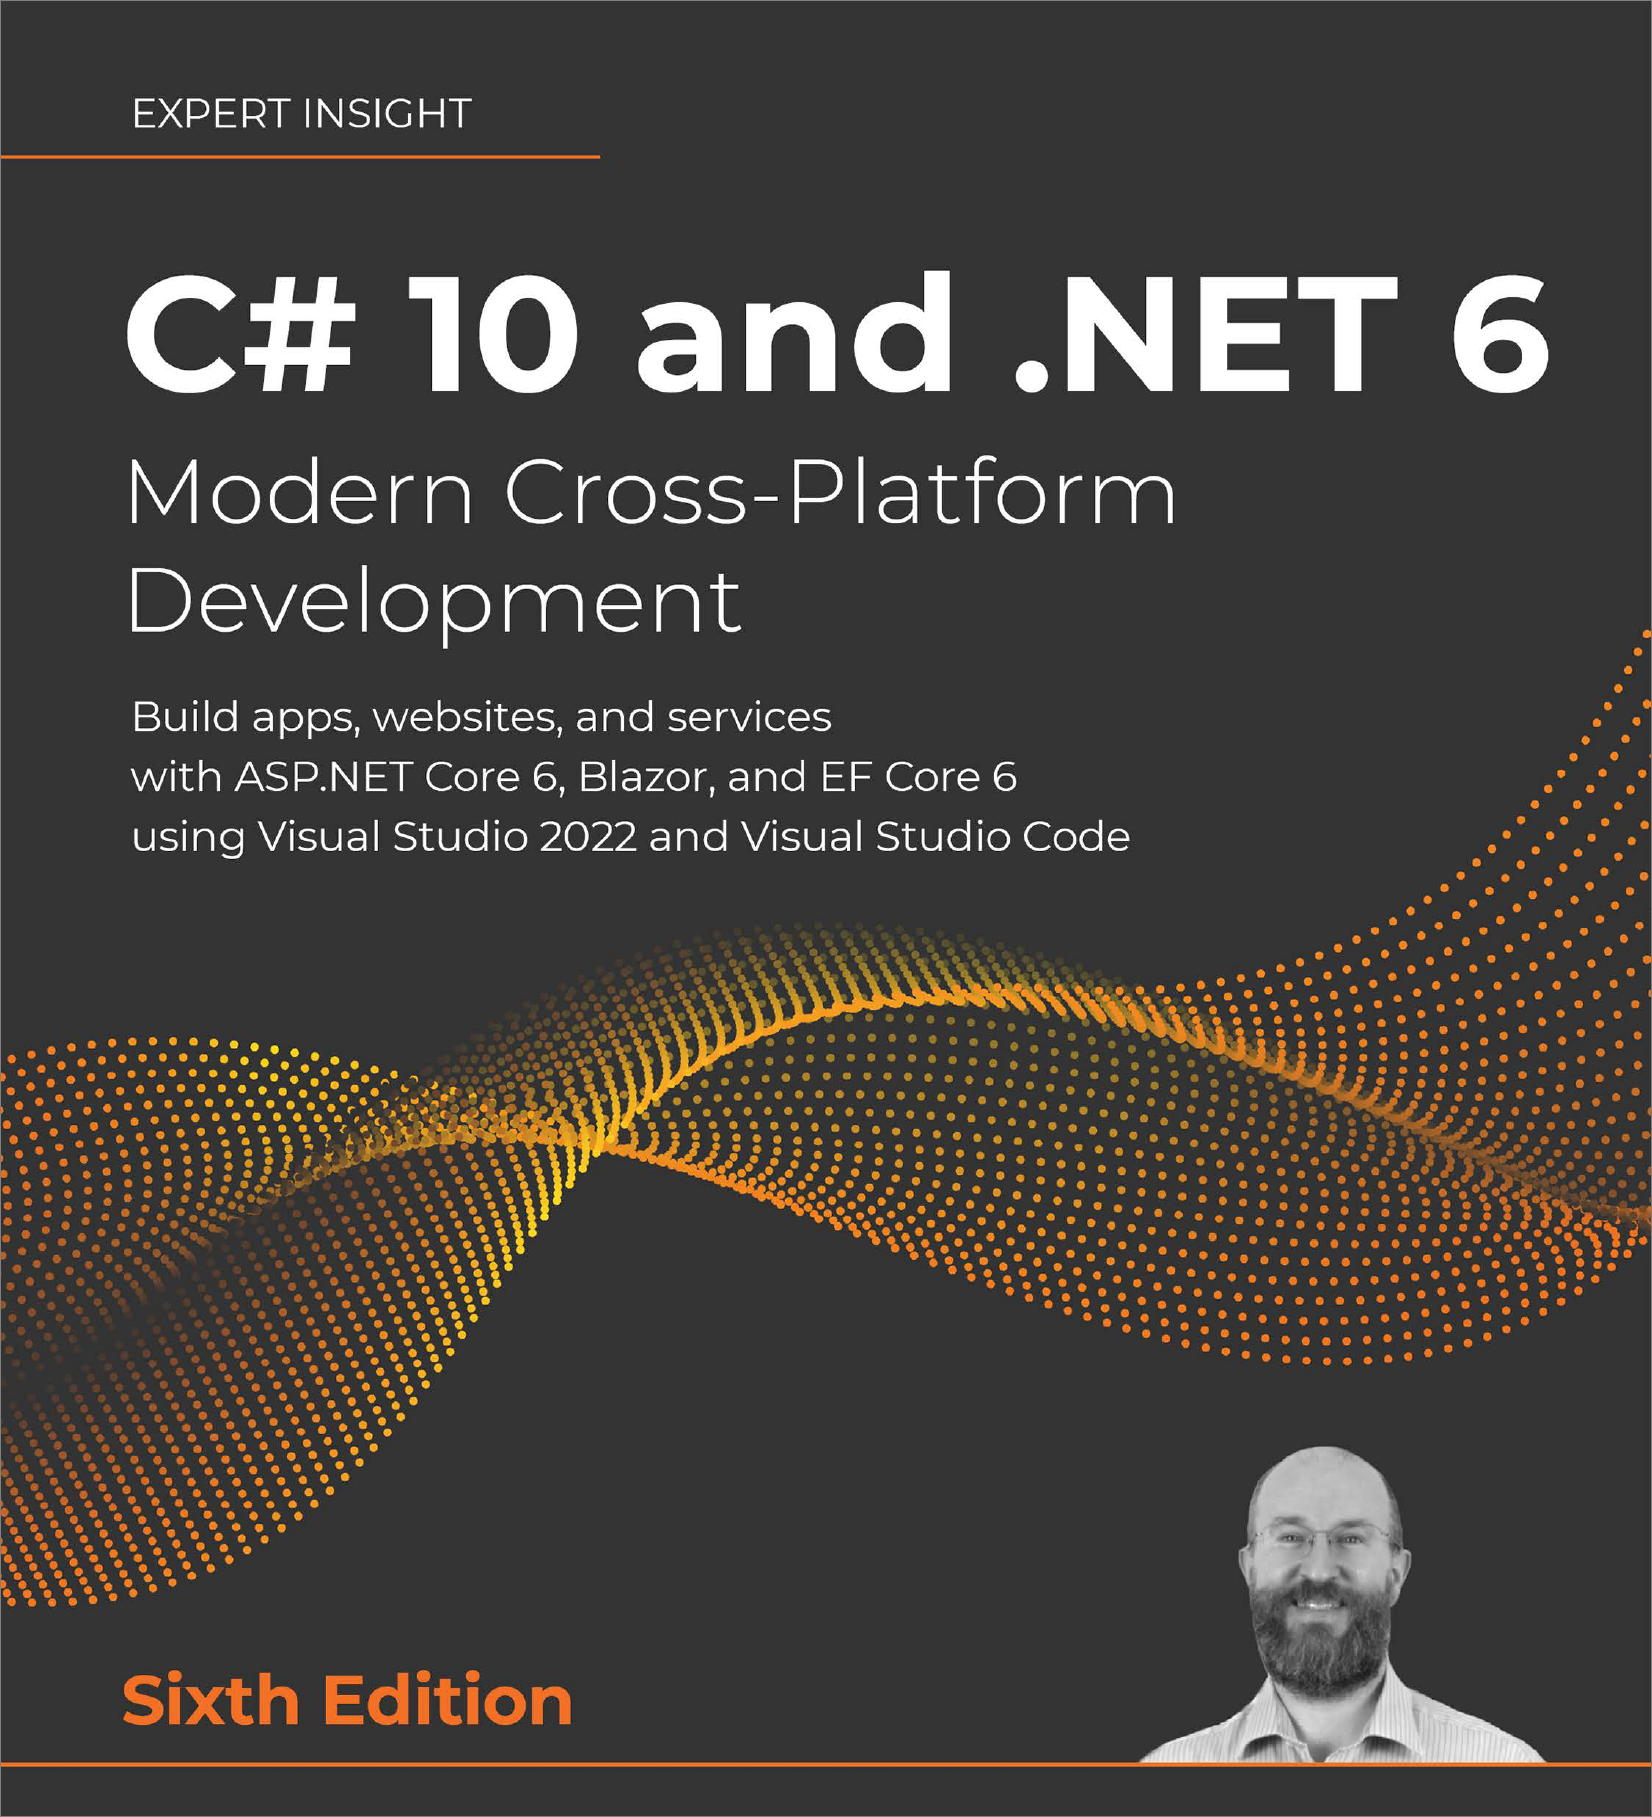 EXPERT INSIGHT
C# 10 and .NET 6
Modern Cross-Platform
Development
Build apps, websites, and services
with ASP.NET Core 6, Blazor, and EF Core 6
using Visual Studio 2022 and Visual Studio Code
Sixth Edition